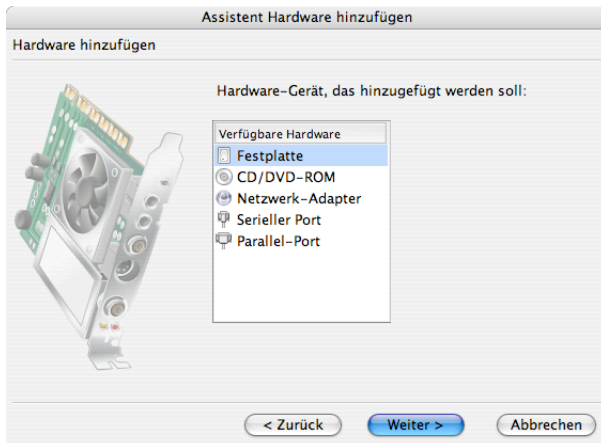 Assistent Hardware hinzufügen
Hardware hinzufügen
Hardware-Gerät, das hinzugefügt werden soll:
Verfügbare Hardware
Festplatte
CD/DVD-ROM
Netzwerk-Adapter
Serieller Port
Parallel-Port
< Zurück
Weiter >
Abbrechen